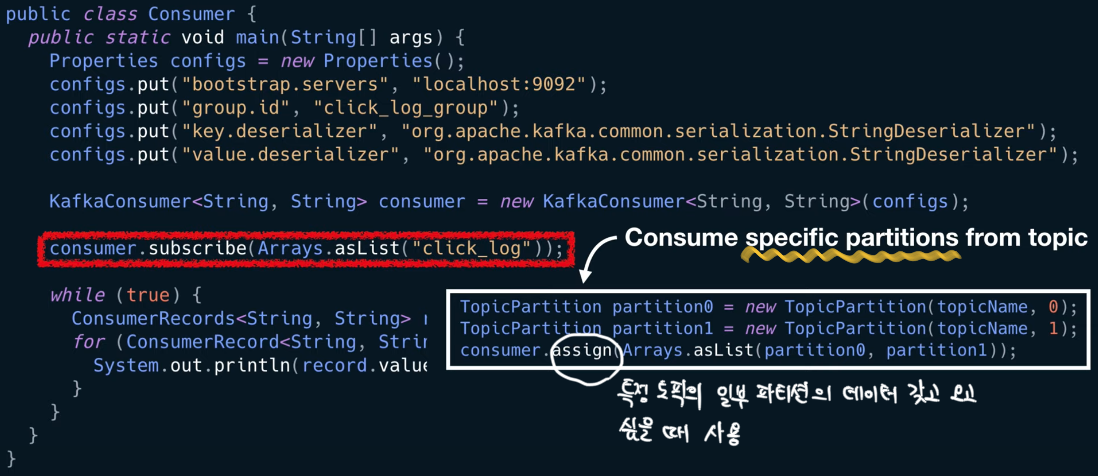 public class Consumer {
public static void main(String[] args) {
Properties configs = new Properties();
configs.put("bootstrap.servers", "localhost:9092");
configs.put("group.id", "click_log_group");
configs.put("key.deserializer", "org.apache.kafka.common.serialization.StringDeserializer");
configs.put("value.deserializer", "org.apache.kafka.common.serialization.StringDeserializer");
KafkaConsumer<String, String> consumer = new KafkaConsumer<String, String>(configs);
consumer.subscribe(Arrays.asList("click_log"));
Consume specific partitions from topic
while (true) {
ConsumerRecords<String, String>
for (ConsumerRecord<String,
System.out.println(record.value
}
}
}
}
TopicPartition partition0 = new TopicPartition(topicName, 0);
TopicPartition partition1 = new TopicPartition(topicName, 1);
consumer.assign(Arrays.asList(partition0, partition1));
특정 토픽의 일부 파티션의 데이터 갖고 오고
싶을 때 사용